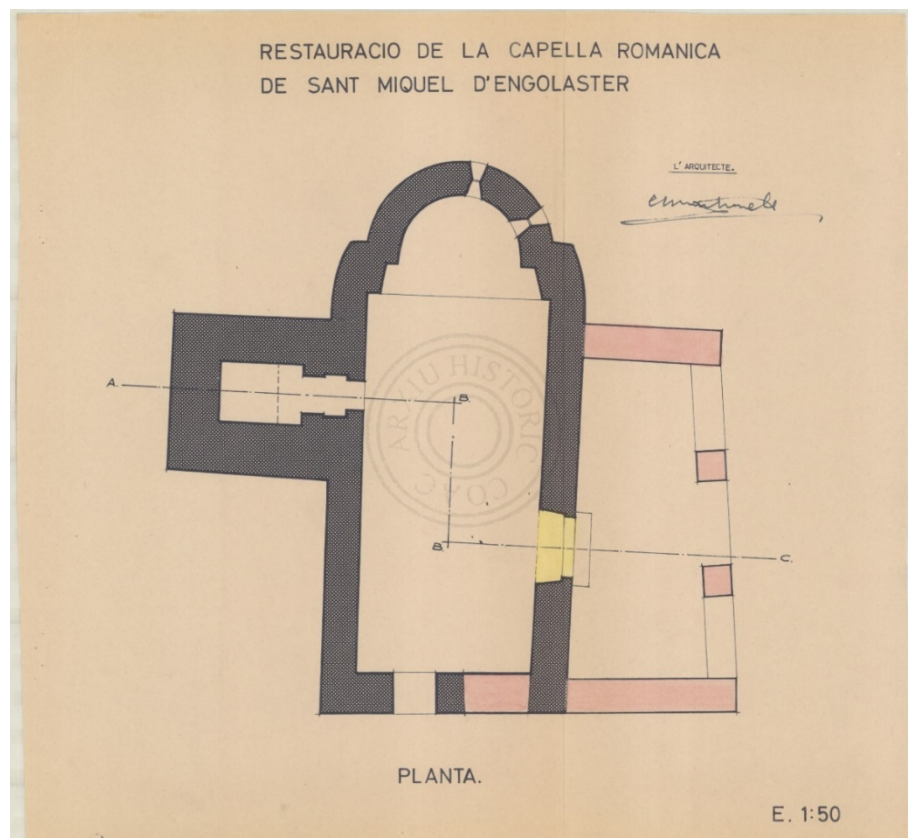 RESTAURACIO DE LA CAPELLA ROMANICA
DE SANT MIQUEL D'ENGOLASTER
L'ARQUITECTE.
A.
B.
ARXIU HISTORIC
COAC
B.
C.
PLANTA.
E. 1:50